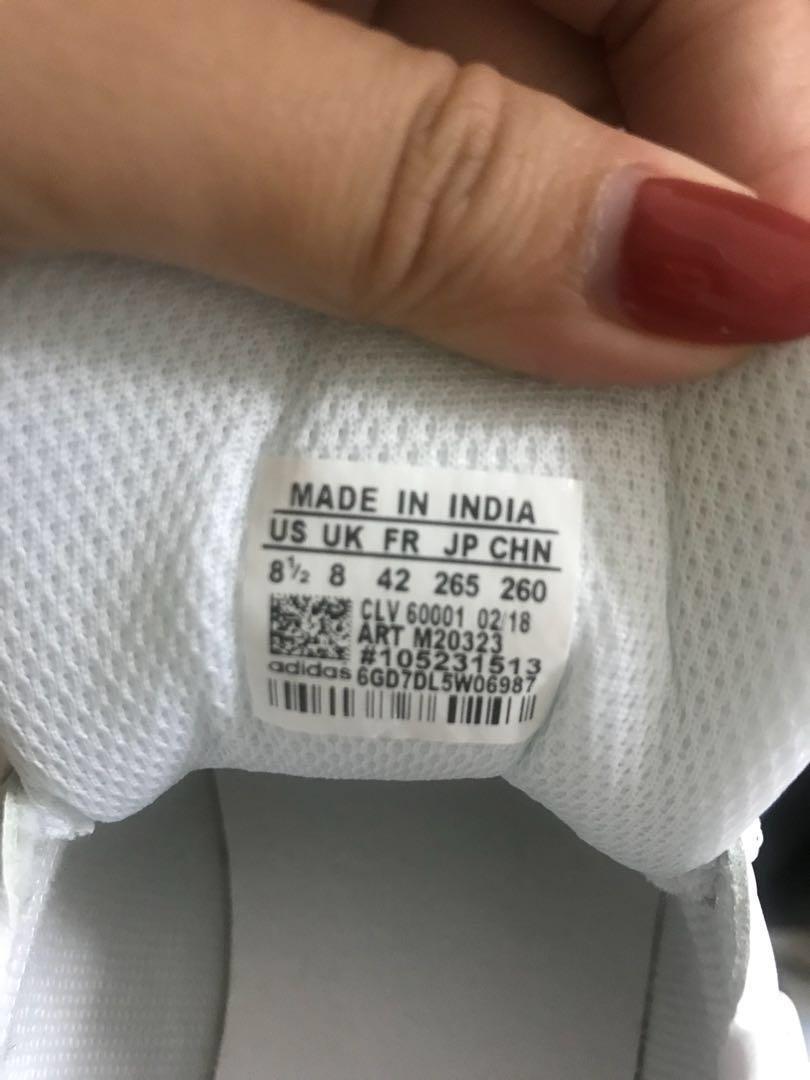 MADE IN INDIA
US UK FR JP CHN
8½ 8 42 265 260
CLV 60001 02/18
ART M20323
#105231513
adidas 6GD7DL5W06987